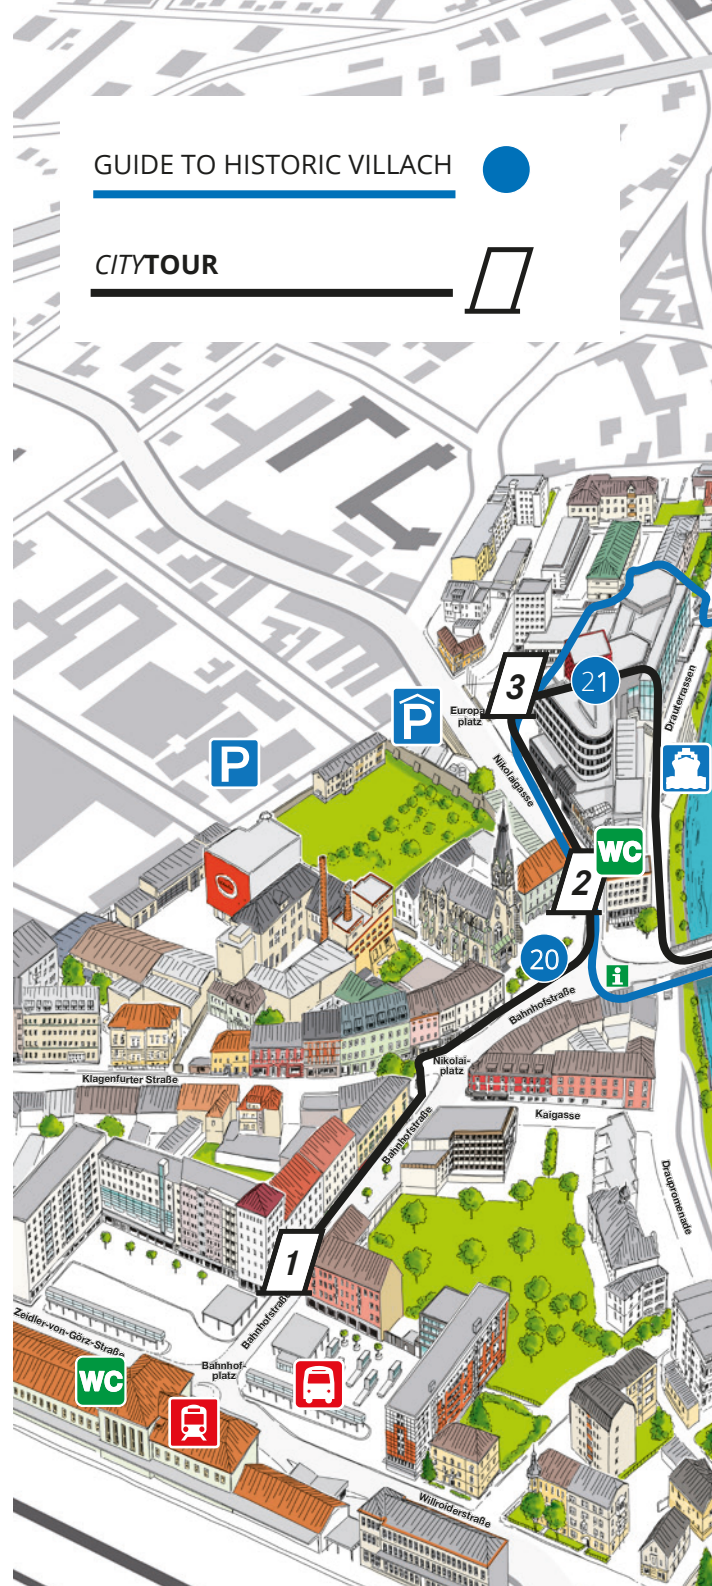 GUIDE TO HISTORIC VILLACH
CITYTOUR
3
21
Europa-
platz
Drauterrassen
P
P
Nikolaigasse
WC
2
20
i
Bahnhofstraße
Nikolai-
platz
Klagenfurter Straße
Kaigasse
Bahnhofstraße
Draupromenade
1
Bahnhofstraße
Zeidler-von-Görz-Straße
Bahnhof-
platz
WC
Willroiderstraße